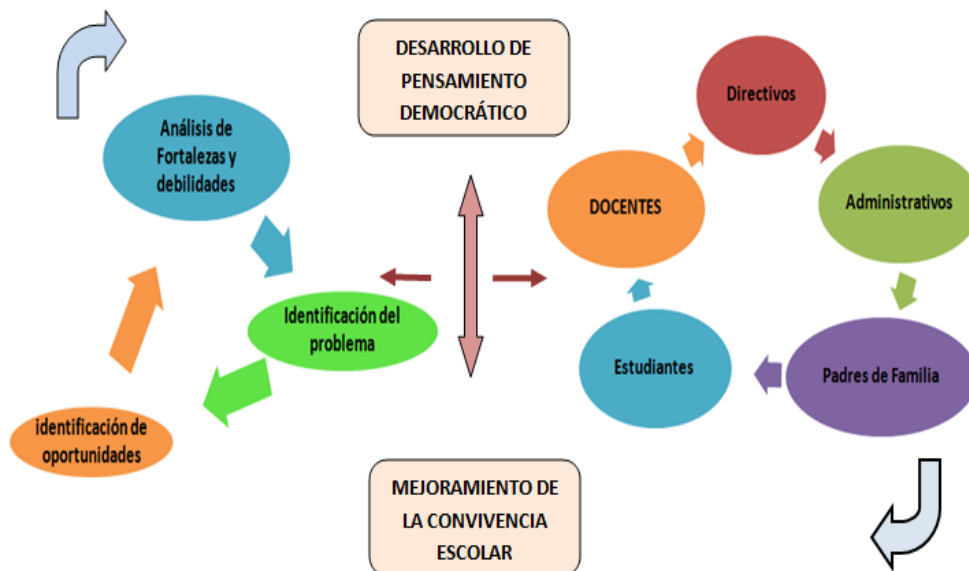 DESARROLLO DE
PENSAMIENTO
DEMOCRÁTICO
Análisis de
Fortalezas y
debilidades
Identificación del
problema
identificación de
oportunidades
Directivos
DOCENTES
Administrativos
Estudiantes
Padres de Familia
MEJORAMIENTO DE
LA CONVIVENCIA
ESCOLAR